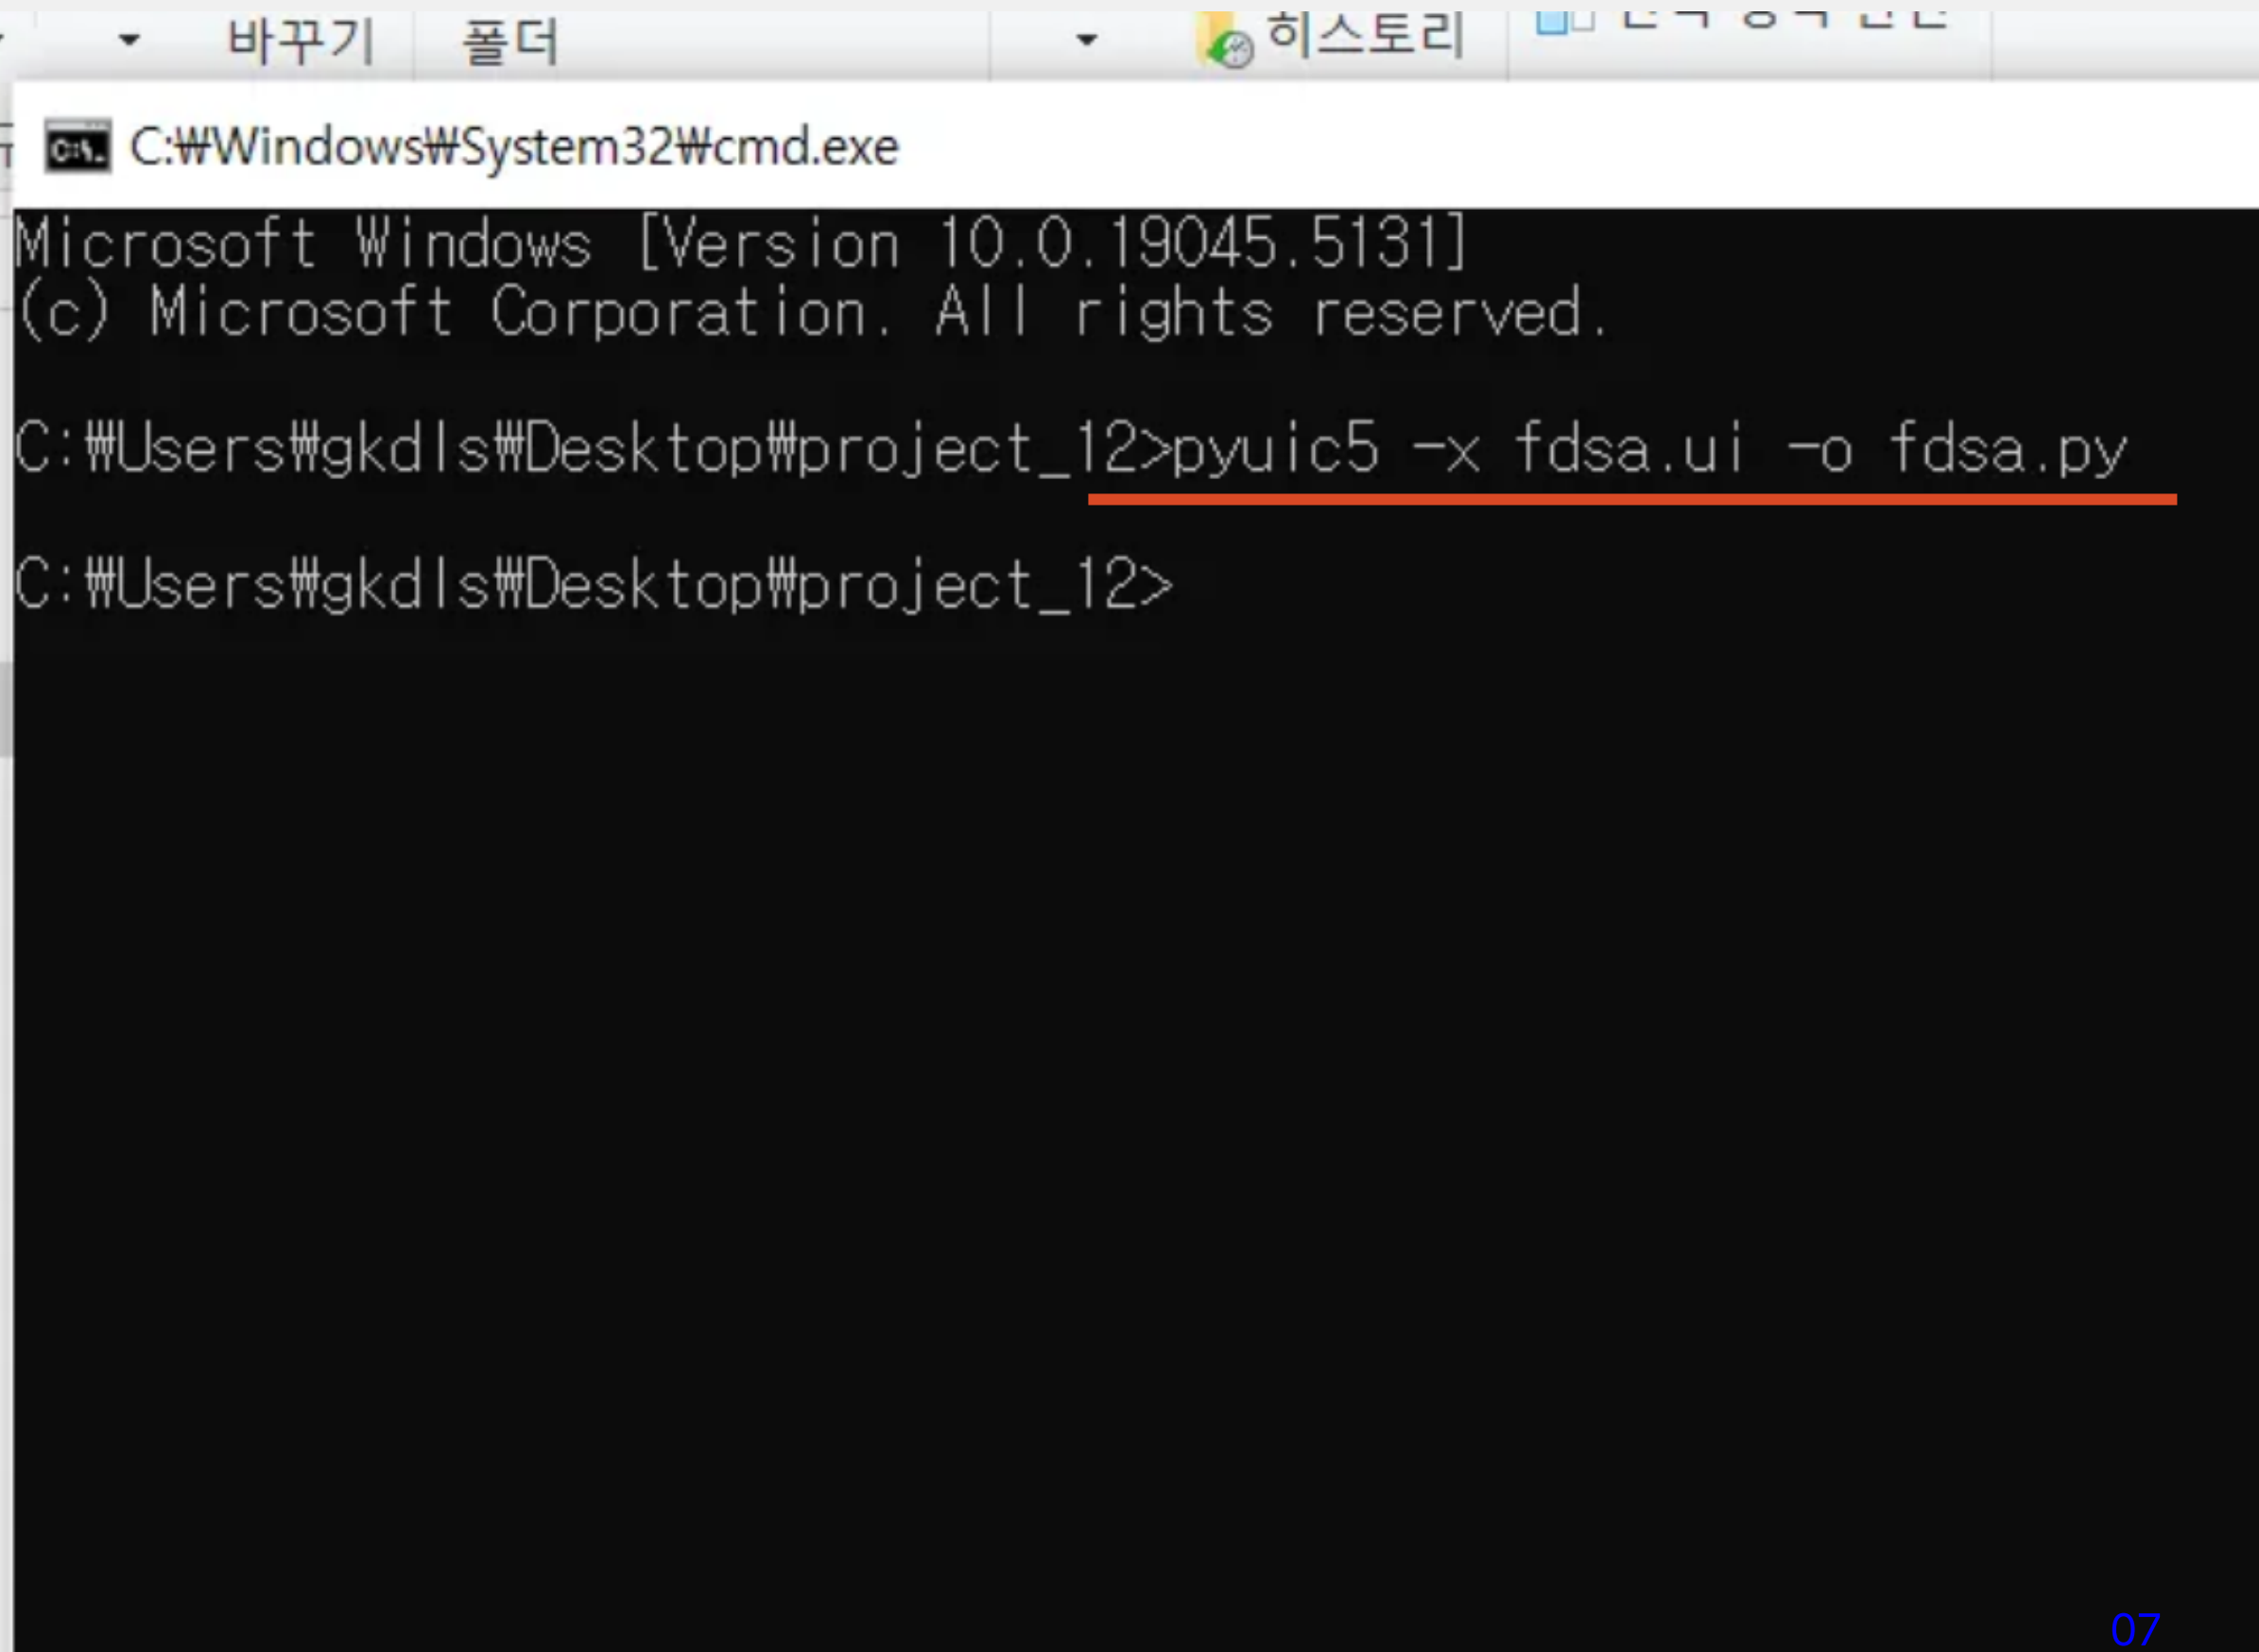 바꾸기 폴더 히스토리
C:₩Windows₩System32₩cmd.exe
Microsoft Windows [Version 10.0.19045.5131]
(c) Microsoft Corporation. All rights reserved.
C:₩Users₩gkdls₩Desktop₩project_12>pyuic5 -x fdsa.ui -o fdsa.py
C:₩Users₩gkdls₩Desktop₩project_12>
07